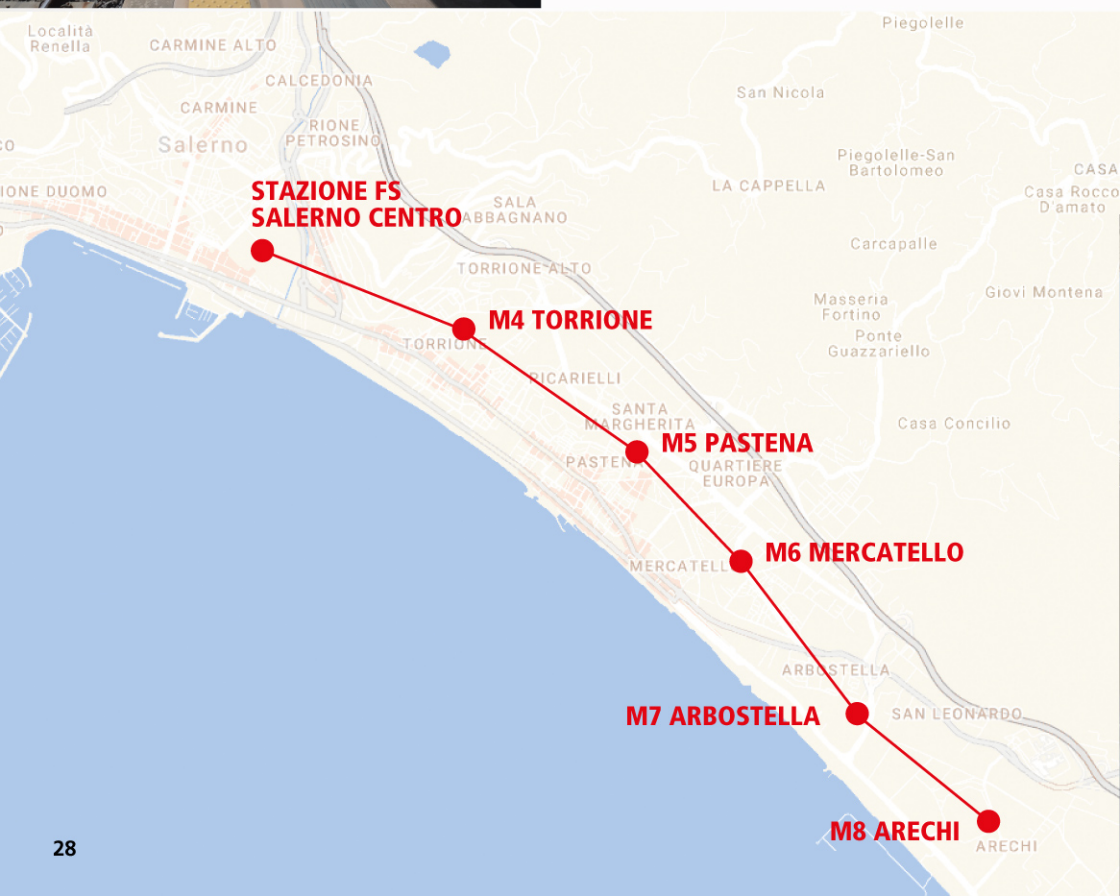 Località
Renella
CARMINE ALTO
Piegolelle
CALCEDONIA
San Nicola
CARMINE
RIONE
PETROSINO
Salerno
CO
Piegolelle-San
Bartolomeo
CASA
IONE DUOMO
STAZIONE FS
SALERNO CENTRO
SALA
ABBAGNANO
LA CAPPELLA
Casa Rocco
D'amato
Carcapalle
TORRIONE ALTO
Giovi Montena
Masseria
Fortino
M4 TORRIONE
TORRIONE
Ponte
Guazzariello
PICARIELLI
SANTA
MARGHERITA
Casa Concilio
M5 PASTENA
PASTENA
QUARTIERE
EUROPA
M6 MERCATELLO
MERCATELL
ARBOSTELLA
M7 ARBOSTELLA
SAN LEONARDO
M8 ARECHI
ARECHI
28